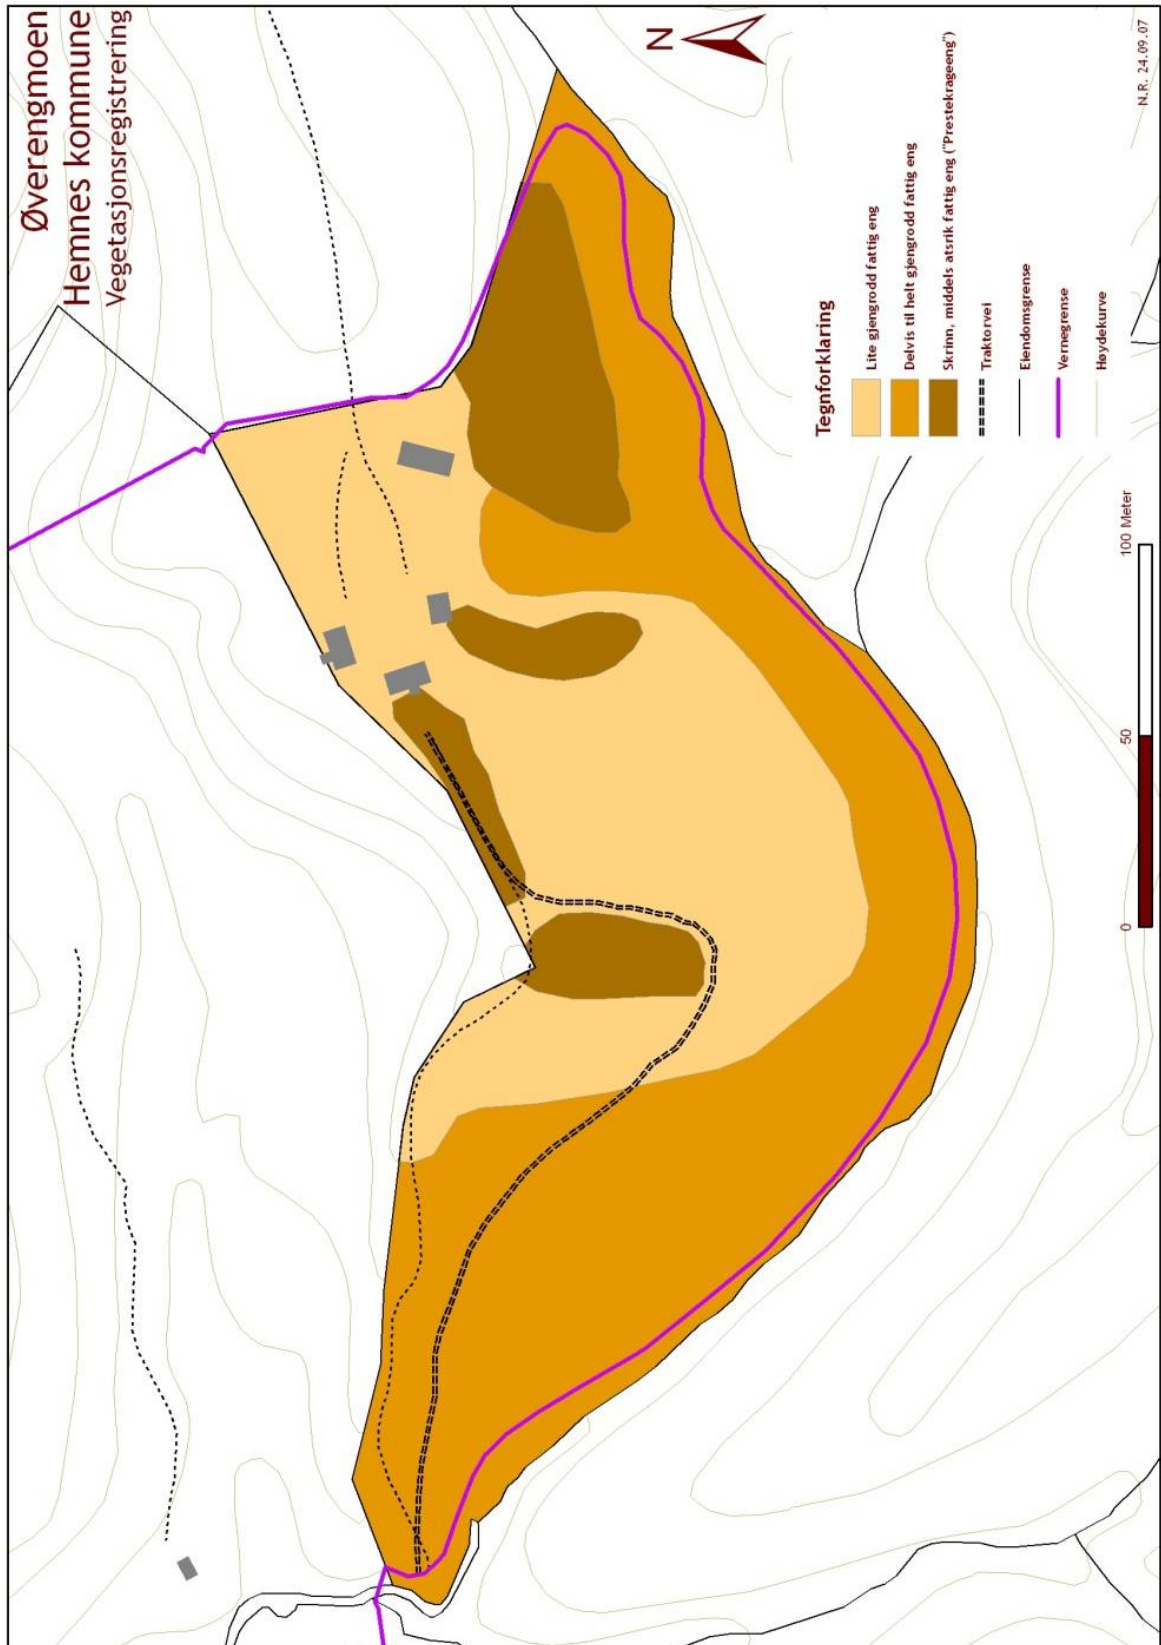 Øverengmoen
Hemnes kommune
Vegetasjonsregistrering
N
Tegnforklaring
Lite gjengrodd fattig eng
Delvis til helt gjengrodd fattig eng
Skrinn, middels atsrik fattig eng ("Prestekrageeng")
Traktorvei
Eiendomsgrense
Vernegrense
Høydekurve
0 50 100 Meter
N.R. 24.09.07